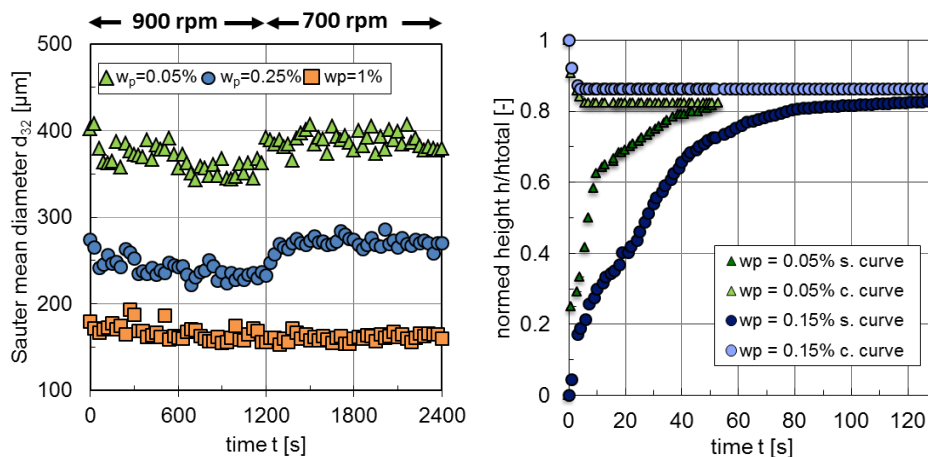 900 rpm 700 rpm
500
400
300
200
100
Sauter mean diameter d32 [µm]
wp=0.05% wp=0.25% wp=1%
0 600 1200 1800 2400
time t [s]
1
0.8
0.6
0.4
0.2
0
normed height h/htotal [-]
wp = 0.05% s. curve
wp = 0.05% c. curve
wp = 0.15% s. curve
wp = 0.15% c. curve
0 20 40 60 80 100 120
time t [s]